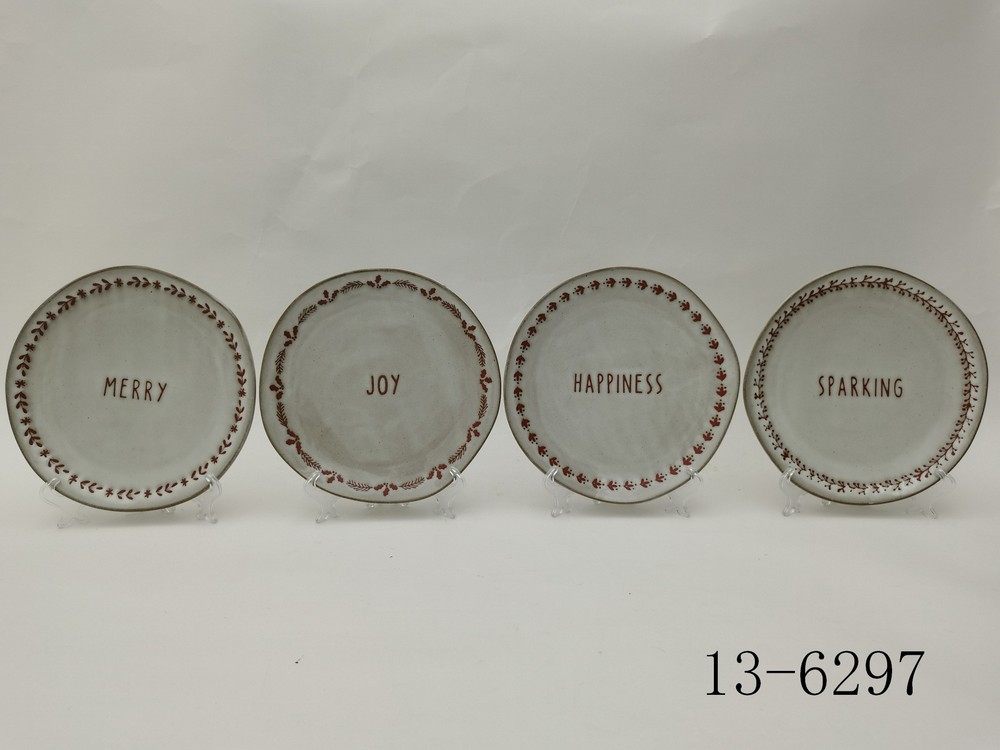 MERRY
JOY
HAPPINESS
SPARKING
13-6297